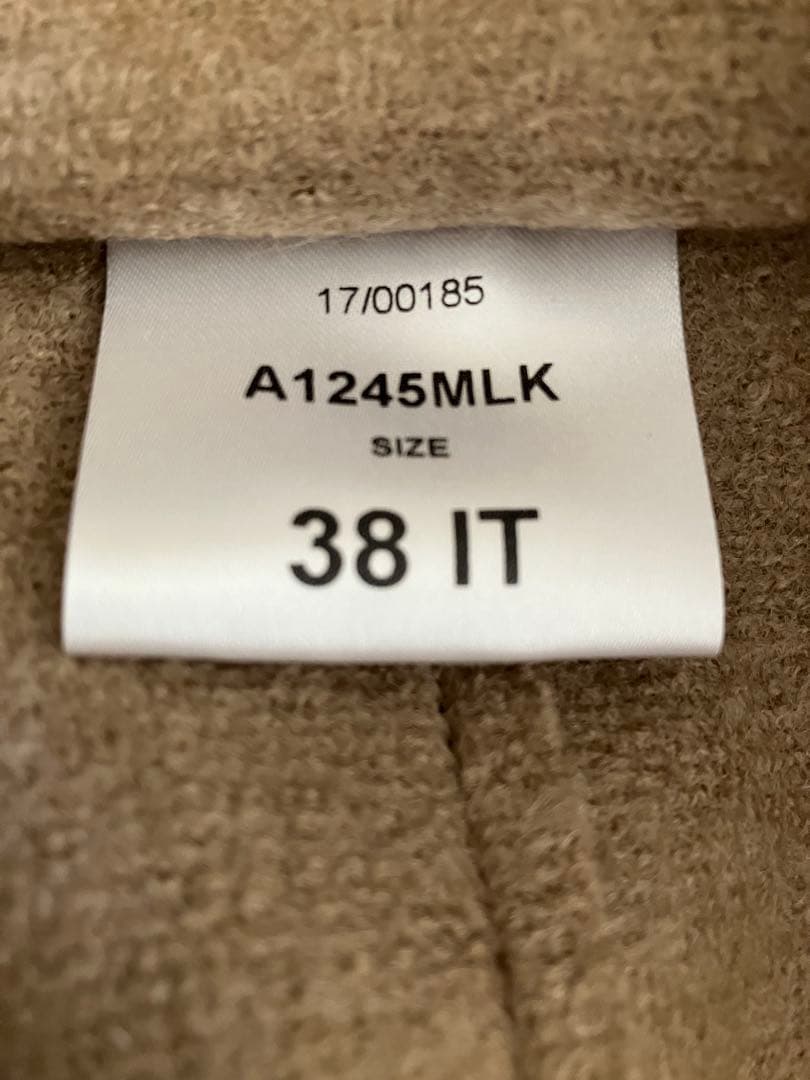 17/00185
A1245MLK
SIZE
38 IT